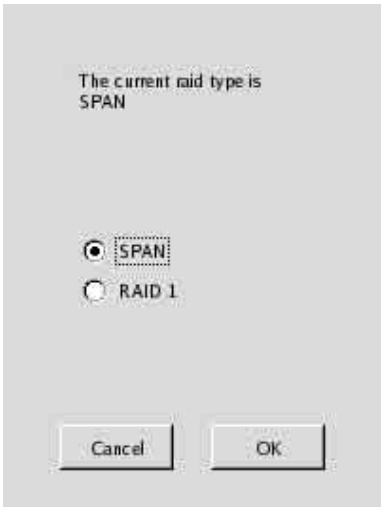 The current raid type is
SPAN
SPAN
RAID 1
Cancel
OK